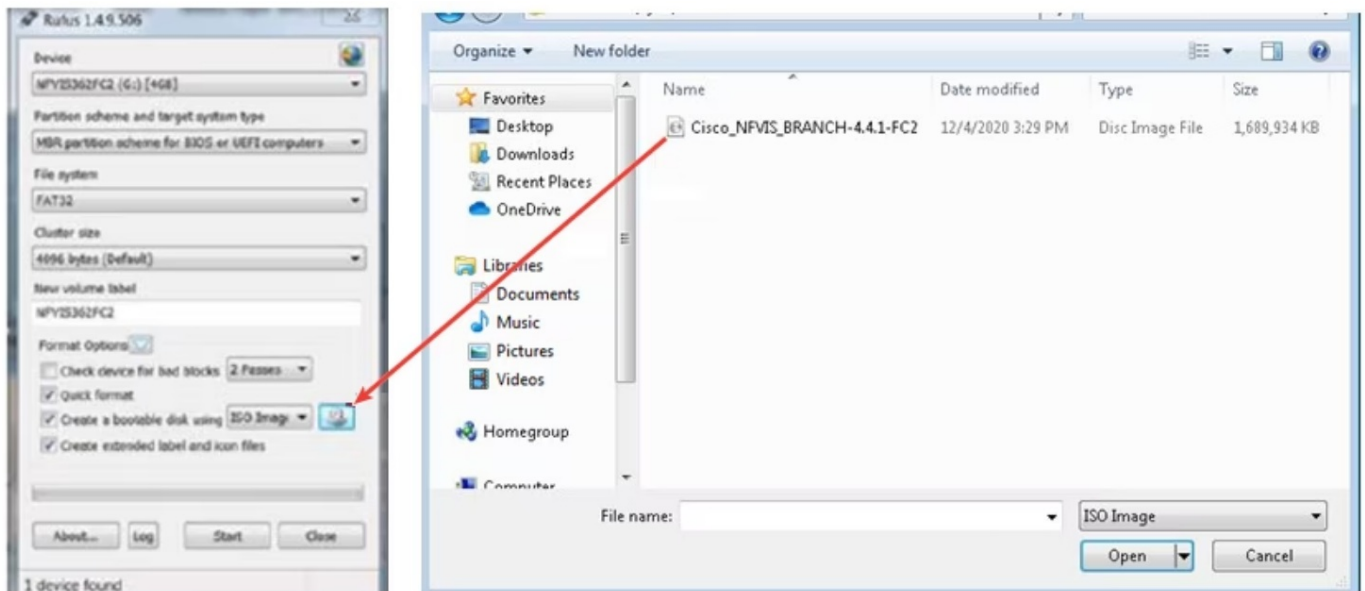 Rufus 1.4.9.506
Device
NFVIS362FC2 (G:) [4GB]
Partition scheme and target system type
MBR partition scheme for BIOS or UEFI computers
File system
FAT32
Cluster size
4096 bytes (Default)
New volume label
NFVIS362FC2
Format Options
Check device for bad blocks 2 Passes
Quick format
Create a bootable disk using ISO Image
Create extended label and icon files
About... Log Start Close
1 device found
Organize New folder
Name Date modified Type Size
Cisco_NFVIS_BRANCH-4.4.1-FC2 12/4/2020 3:29 PM Disc Image File 1,689,934 KB
Favorites
Desktop
Downloads
Recent Places
OneDrive
Libraries
Documents
Music
Pictures
Videos
Homegroup
Computer
File name: ISO Image
Open Cancel